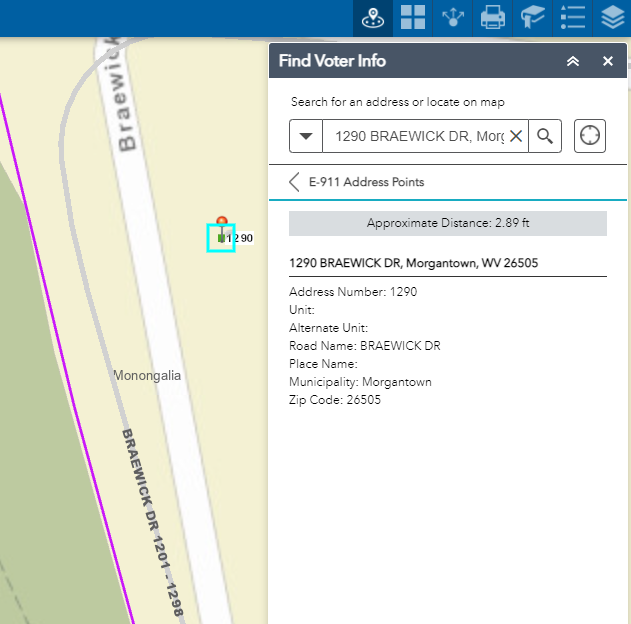 Find Voter Info
Search for an address or locate on map
1290 BRAEWICK DR, Morg
E-911 Address Points
Approximate Distance: 2.89 ft
1290 BRAEWICK DR, Morgantown, WV 26505
Address Number: 1290
Unit:
Alternate Unit:
Road Name: BRAEWICK DR
Place Name:
Municipality: Morgantown
Zip Code: 26505
Braewick
1290
Monongalia
BRAEWICK DR 1201 - 1298